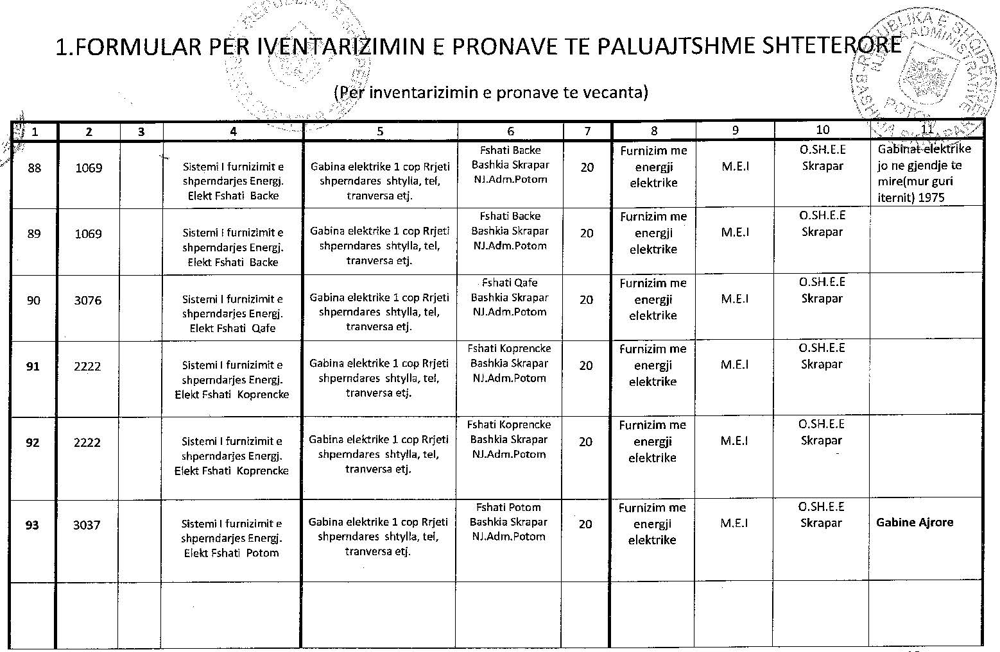 1.FORMULAR PER IVENTARIZIMIN E PRONAVE TE PALUAJTSHME SHTETERORE
(Per inventarizimin e pronave te vecanta)
1 2 3 4 5 6 7 8 9 10 11
88
1069
Sistemi I furnizimit e
shperndarjes Energj.
Elekt Fshati Backe
Gabina elektrike 1 cop Rrjeti
shperndares shtylla, tel,
tranversa etj.
Fshati Backe
Bashkia Skrapar
NJ.Adm.Potom
20
Furnizim me
energji
elektrike
M.E.I
O.SH.E.E
Skrapar
Gabinat elektrike
jo ne gjendje te
mire(mur guri
iternit) 1975
89
1069
Sistemi I furnizimit e
shperndarjes Energj.
Elekt Fshati Backe
Gabina elektrike 1 cop Rrjeti
shperndares shtylla, tel,
tranversa etj.
Fshati Backe
Bashkia Skrapar
NJ.Adm.Potom
20
Furnizim me
energji
elektrike
M.E.I
O.SH.E.E
Skrapar
90
3076
Sistemi I furnizimit e
shperndarjes Energj.
Elekt Fshati Qafe
Gabina elektrike 1 cop Rrjeti
shperndares shtylla, tel,
tranversa etj.
Fshati Qafe
Bashkia Skrapar
NJ.Adm.Potom
20
Furnizim me
energji
elektrike
M.E.I
O.SH.E.E
Skrapar
91
2222
Sistemi I furnizimit e
shperndarjes Energj.
Elekt Fshati Koprencke
Gabina elektrike 1 cop Rrjeti
shperndares shtylla, tel,
tranversa etj.
Fshati Koprencke
Bashkia Skrapar
NJ.Adm.Potom
20
Furnizim me
energji
elektrike
M.E.I
O.SH.E.E
Skrapar
92
2222
Sistemi I furnizimit e
shperndarjes Energj.
Elekt Fshati Koprencke
Gabina elektrike 1 cop Rrjeti
shperndares shtylla, tel,
tranversa etj.
Fshati Koprencke
Bashkia Skrapar
NJ.Adm.Potom
20
Furnizim me
energji
elektrike
M.E.I
O.SH.E.E
Skrapar
93
3037
Sistemi I furnizimit e
shperndarjes Energj.
Elekt Fshati Potom
Gabina elektrike 1 cop Rrjeti
shperndares shtylla, tel,
tranversa etj.
Fshati Potom
Bashkia Skrapar
NJ.Adm.Potom
20
Furnizim me
energji
elektrike
M.E.I
O.SH.E.E
Skrapar
Gabine Ajrore